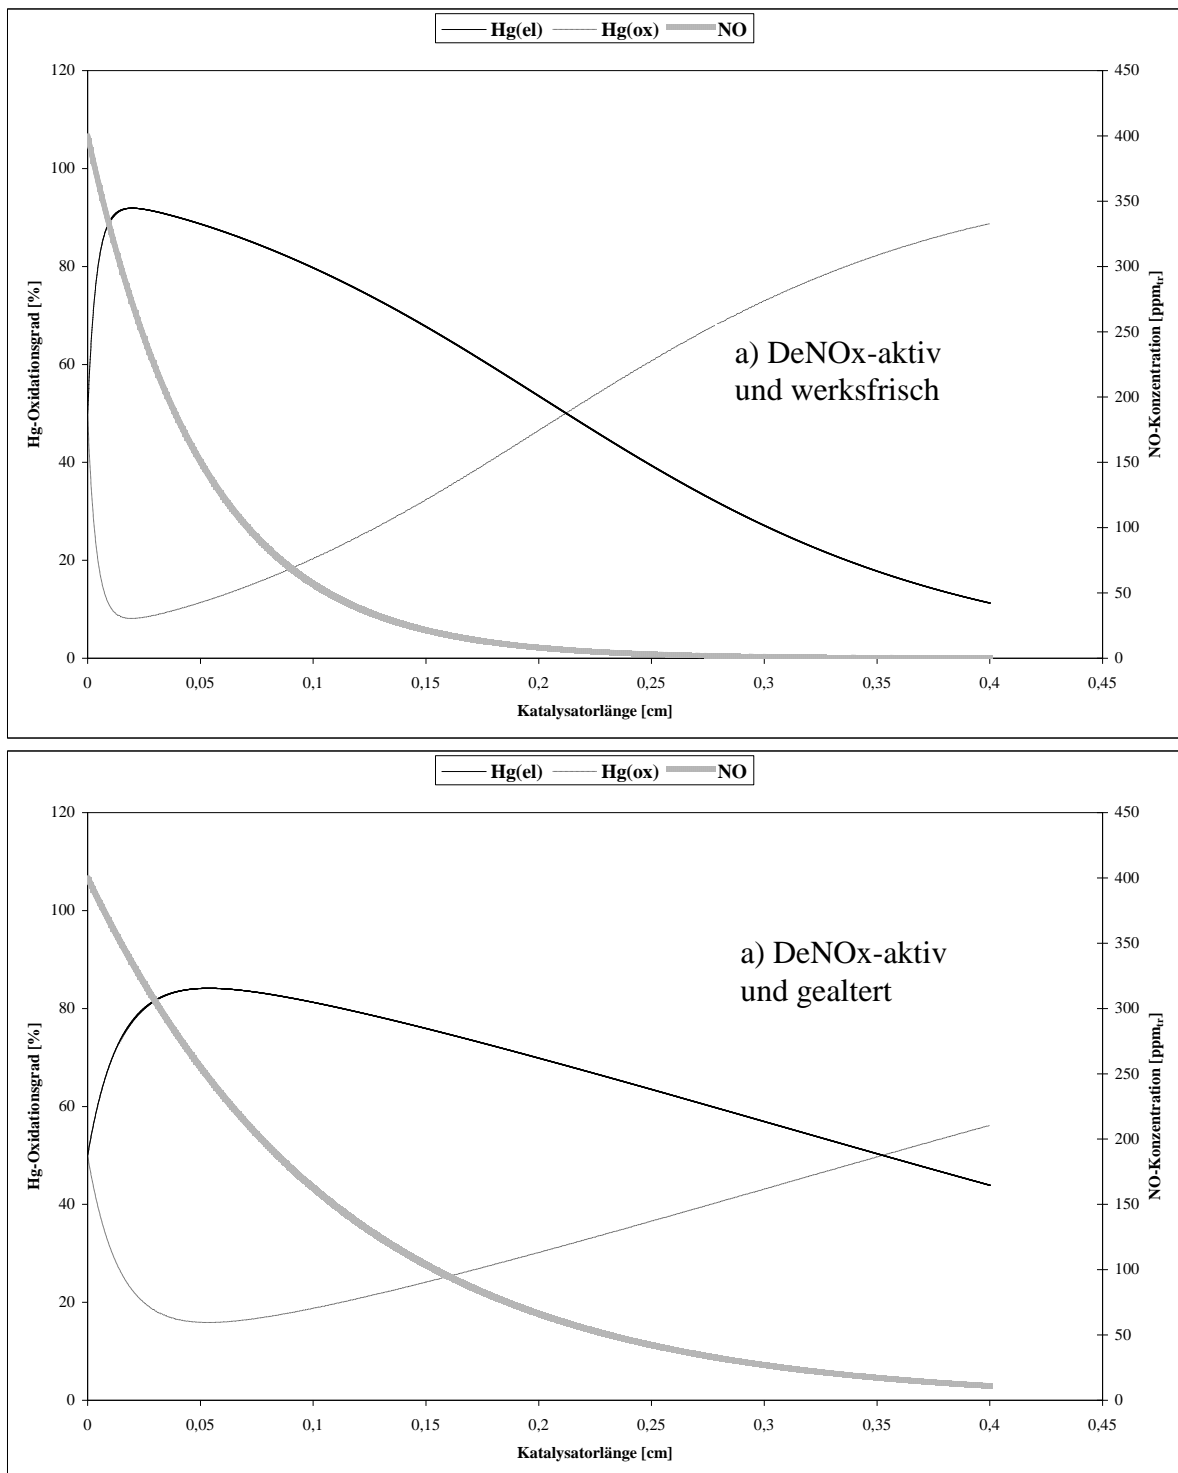 Hg(el) Hg(ox) NO
120
100
80
60
40
20
0
Hg-Oxidationsgrad [%]
450
400
350
300
250
200
150
100
50
0
NO-Konzentration [ppm_tr]
a) DeNOx-aktiv
und werksfrisch
0 0,05 0,1 0,15 0,2 0,25 0,3 0,35 0,4 0,45
Katalysatorlänge [cm]
Hg(el) Hg(ox) NO
120
100
80
60
40
20
0
Hg-Oxidationsgrad [%]
450
400
350
300
250
200
150
100
50
0
NO-Konzentration [ppm_tr]
a) DeNOx-aktiv
und gealtert
0 0,05 0,1 0,15 0,2 0,25 0,3 0,35 0,4 0,45
Katalysatorlänge [cm]